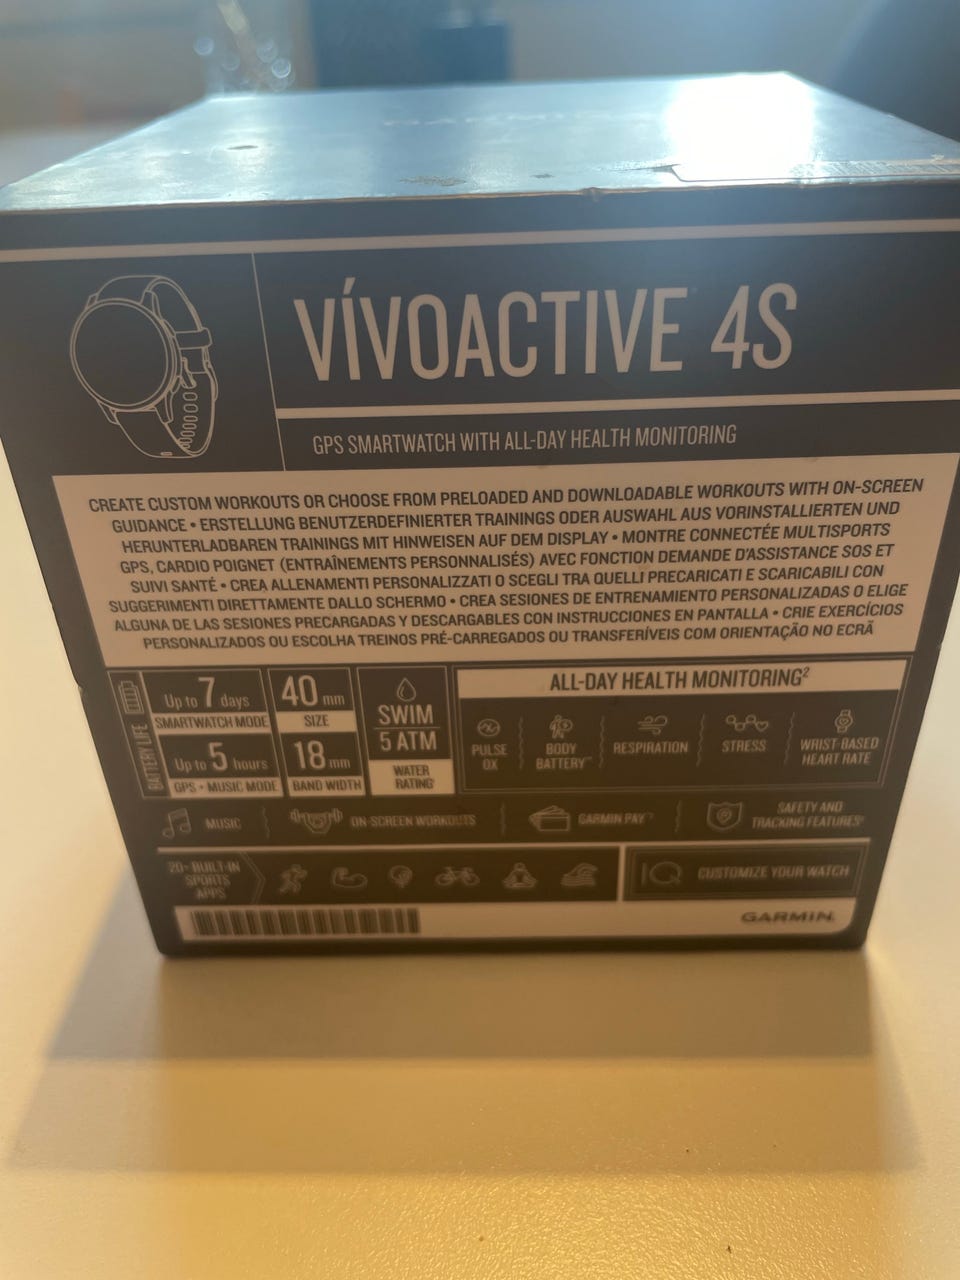 VÍVOACTIVE 4S
GPS SMARTWATCH WITH ALL-DAY HEALTH MONITORING
CREATE CUSTOM WORKOUTS OR CHOOSE FROM PRELOADED AND DOWNLOADABLE WORKOUTS WITH ON-SCREEN
GUIDANCE • ERSTELLUNG BENUTZERDEFINIERTER TRAININGS ODER AUSWAHL AUS VORINSTALLIERTEN UND
HERUNTERLADBAREN TRAININGS MIT HINWEISEN AUF DEM DISPLAY • MONTRE CONNECTÉE MULTISPORTS
GPS, CARDIO POIGNET (ENTRAÎNEMENTS PERSONNALISÉS) AVEC FONCTION DEMANDE D'ASSISTANCE SOS ET
SUIVI SANTÉ • CREA ALLENAMENTI PERSONALIZZATI O SCEGLI TRA QUELLI PRECARICATI E SCARICABILI CON
SUGGERIMENTI DIRETTAMENTE DALLO SCHERMO • CREA SESIONES DE ENTRENAMIENTO PERSONALIZADAS O ELIGE
ALGUNA DE LAS SESIONES PRECARGADAS Y DESCARGABLES CON INSTRUCCIONES EN PANTALLA • CRIE EXERCÍCIOS
PERSONALIZADOS OU ESCOLHA TREINOS PRÉ-CARREGADOS OU TRANSFERÍVEIS COM ORIENTAÇÃO NO ECRÃ
BATTERY LIFE
Up to 7 days
SMARTWATCH MODE
Up to 5 hours
GPS + MUSIC MODE
40 mm
SIZE
18 mm
BAND WIDTH
SWIM
5 ATM
WATER
RATING¹
ALL-DAY HEALTH MONITORING²
PULSE
OX
BODY
BATTERY™
RESPIRATION
STRESS
WRIST-BASED
HEART RATE
MUSIC
ON-SCREEN WORKOUTS
GARMIN PAY™
SAFETY AND
TRACKING FEATURES³
20+ BUILT-IN
SPORTS
APPS
IQ
CUSTOMIZE YOUR WATCH
GARMIN